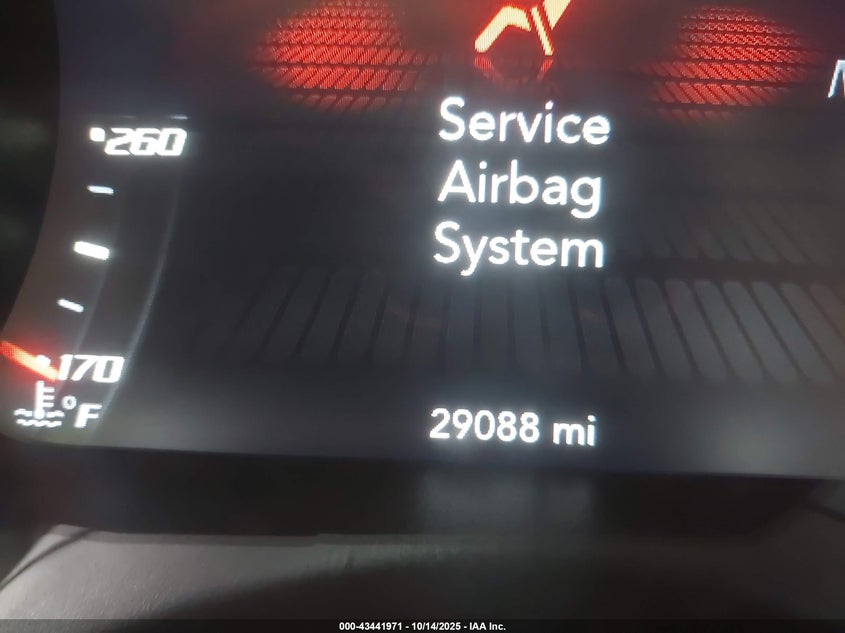 260
Service
Airbag
System
170
°F
29088 mi
000-43441971 - 10/14/2025 - IAA Inc.